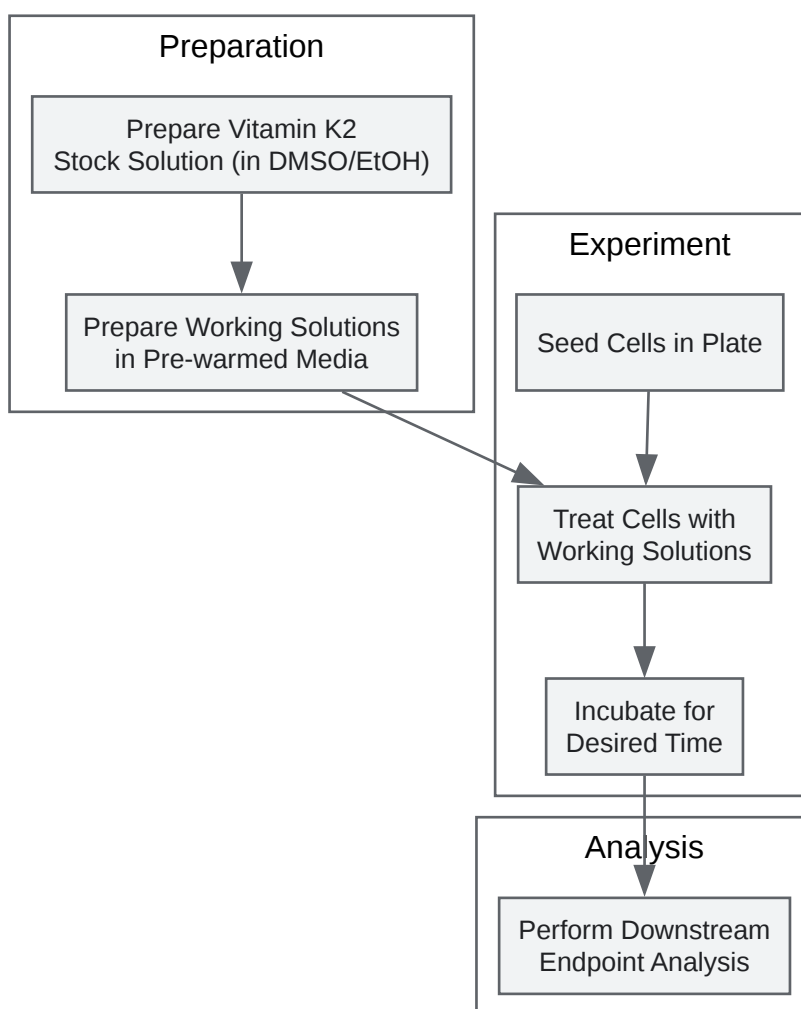 Preparation
Prepare Vitamin K2
Stock Solution (in DMSO/EtOH)
Prepare Working Solutions
in Pre-warmed Media
Experiment
Seed Cells in Plate
Treat Cells with
Working Solutions
Incubate for
Desired Time
Analysis
Perform Downstream
Endpoint Analysis